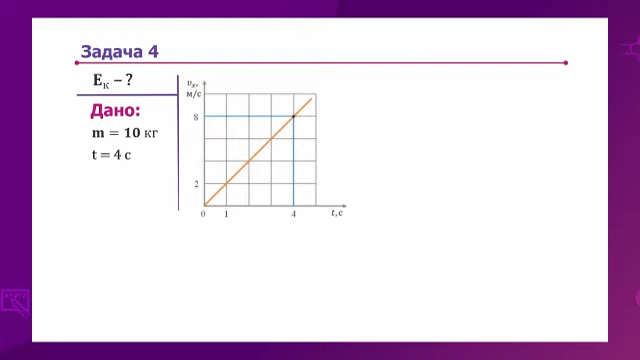 Задача 4
Eк – ?
Дано:
m = 10 кг
t = 4 с
vₓ,
м/с
8
2
0 1 4 t, с